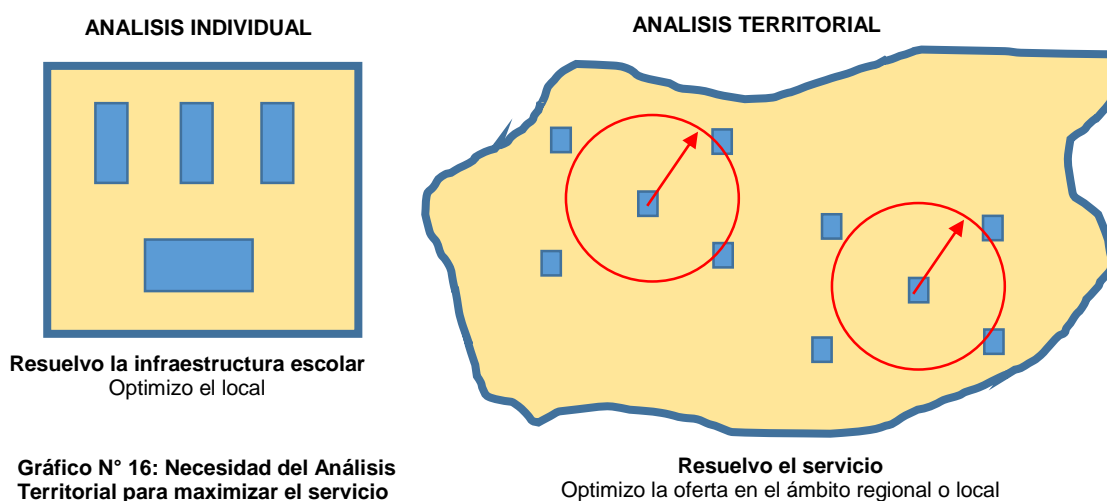 ANALISIS INDIVIDUAL
ANALISIS TERRITORIAL
Resuelvo la infraestructura escolar
Optimizo el local
Gráfico N° 16: Necesidad del Análisis
Territorial para maximizar el servicio
Resuelvo el servicio
Optimizo la oferta en el ámbito regional o local